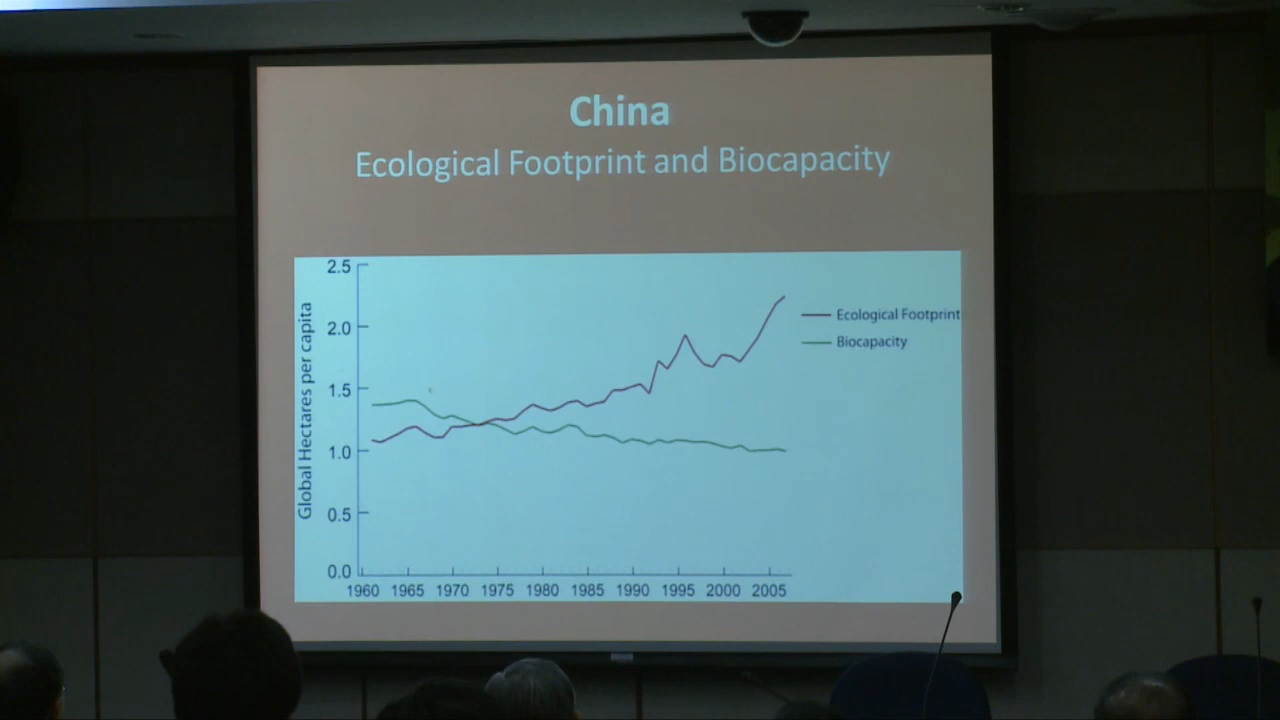 China
Ecological Footprint and Biocapacity
Global Hectares per capita
2.5
2.0
1.5
1.0
0.5
0.0
1960 1965 1970 1975 1980 1985 1990 1995 2000 2005
Ecological Footprint
Biocapacity